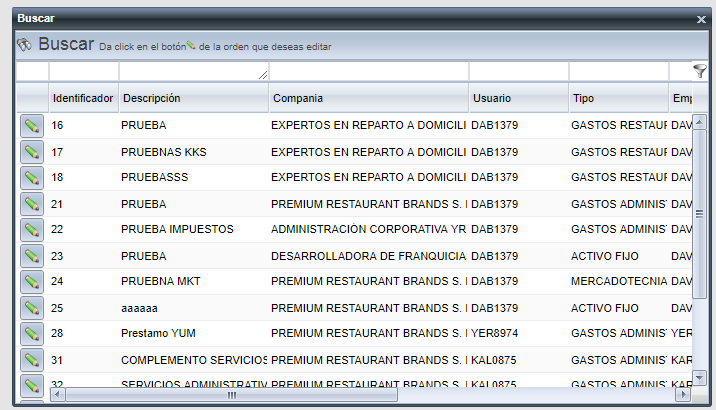 Buscar
Buscar Da click en el botón de la orden que deseas editar
Identificador Descripción Compania Usuario Tipo Emp
16 PRUEBA EXPERTOS EN REPARTO A DOMICILI DAB1379 GASTOS RESTAUR DAV
17 PRUEBNAS KKS EXPERTOS EN REPARTO A DOMICILI DAB1379 GASTOS RESTAUR DAV
18 PRUEBASSS EXPERTOS EN REPARTO A DOMICILI DAB1379 GASTOS RESTAUR DAV
21 PRUEBA PREMIUM RESTAURANT BRANDS S. DAB1379 GASTOS ADMINIS DAV
22 PRUEBA IMPUESTOS ADMINISTRACIÓN CORPORATIVA YR DAB1379 GASTOS ADMINIS DAV
23 PRUEBA DESARROLLADORA DE FRANQUICIA DAB1379 ACTIVO FIJO DAV
24 PRUEBNA MKT PREMIUM RESTAURANT BRANDS S. DAB1379 MERCADOTECNIA DAV
25 aaaaaa PREMIUM RESTAURANT BRANDS S. DAB1379 ACTIVO FIJO DAV
28 Prestamo YUM PREMIUM RESTAURANT BRANDS S. YER8974 GASTOS ADMINIS YER
31 COMPLEMENTO SERVICIOS PREMIUM RESTAURANT BRANDS S. KAL0875 GASTOS ADMINIS KAR
32 SERVICIOS ADMINISTRATIV PREMIUM RESTAURANT BRANDS S. KAL0875 GASTOS ADMINIS KAR